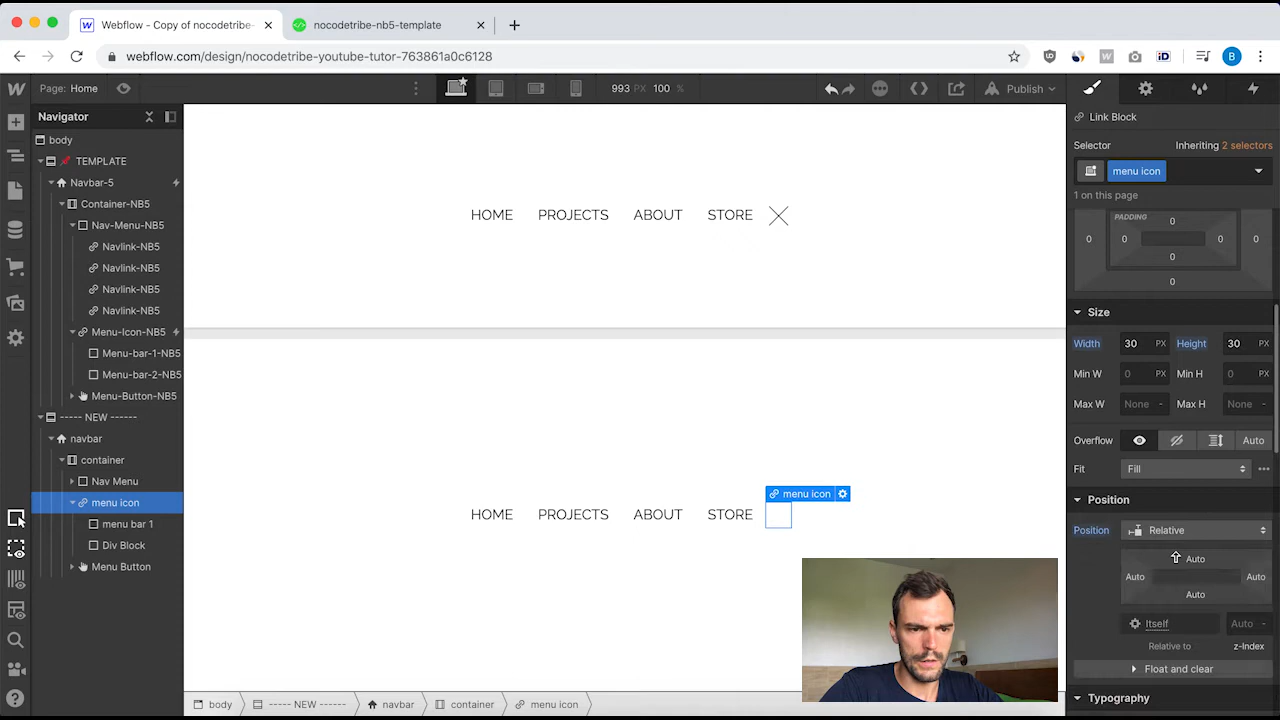 Webflow - Copy of nocodetribe-
nocodetribe-nb5-template
webflow.com/design/nocodetribe-youtube-tutor-763861a0c6128
Page: Home
993 PX 100 %
Publish
Navigator
body
TEMPLATE
Navbar-5
Container-NB5
Nav-Menu-NB5
Navlink-NB5
Navlink-NB5
Navlink-NB5
Navlink-NB5
Menu-Icon-NB5
Menu-bar-1-NB5
Menu-bar-2-NB5
Menu-Button-NB5
----- NEW ------
navbar
container
Nav Menu
menu icon
menu bar 1
Div Block
Menu Button
HOME PROJECTS ABOUT STORE
menu icon
HOME PROJECTS ABOUT STORE
body ----- NEW ------ navbar container menu icon
Link Block
Selector Inheriting 2 selectors
menu icon
1 on this page
PADDING
0
0 0 0 0
0
0
Size
Width 30 PX Height 30 PX
Min W 0 PX Min H 0 PX
Max W None - Max H None -
Overflow Auto
Fit Fill
Position
Position Relative
Auto
Auto Auto
Auto
Itself Auto -
Relative to z-Index
Float and clear
Typography